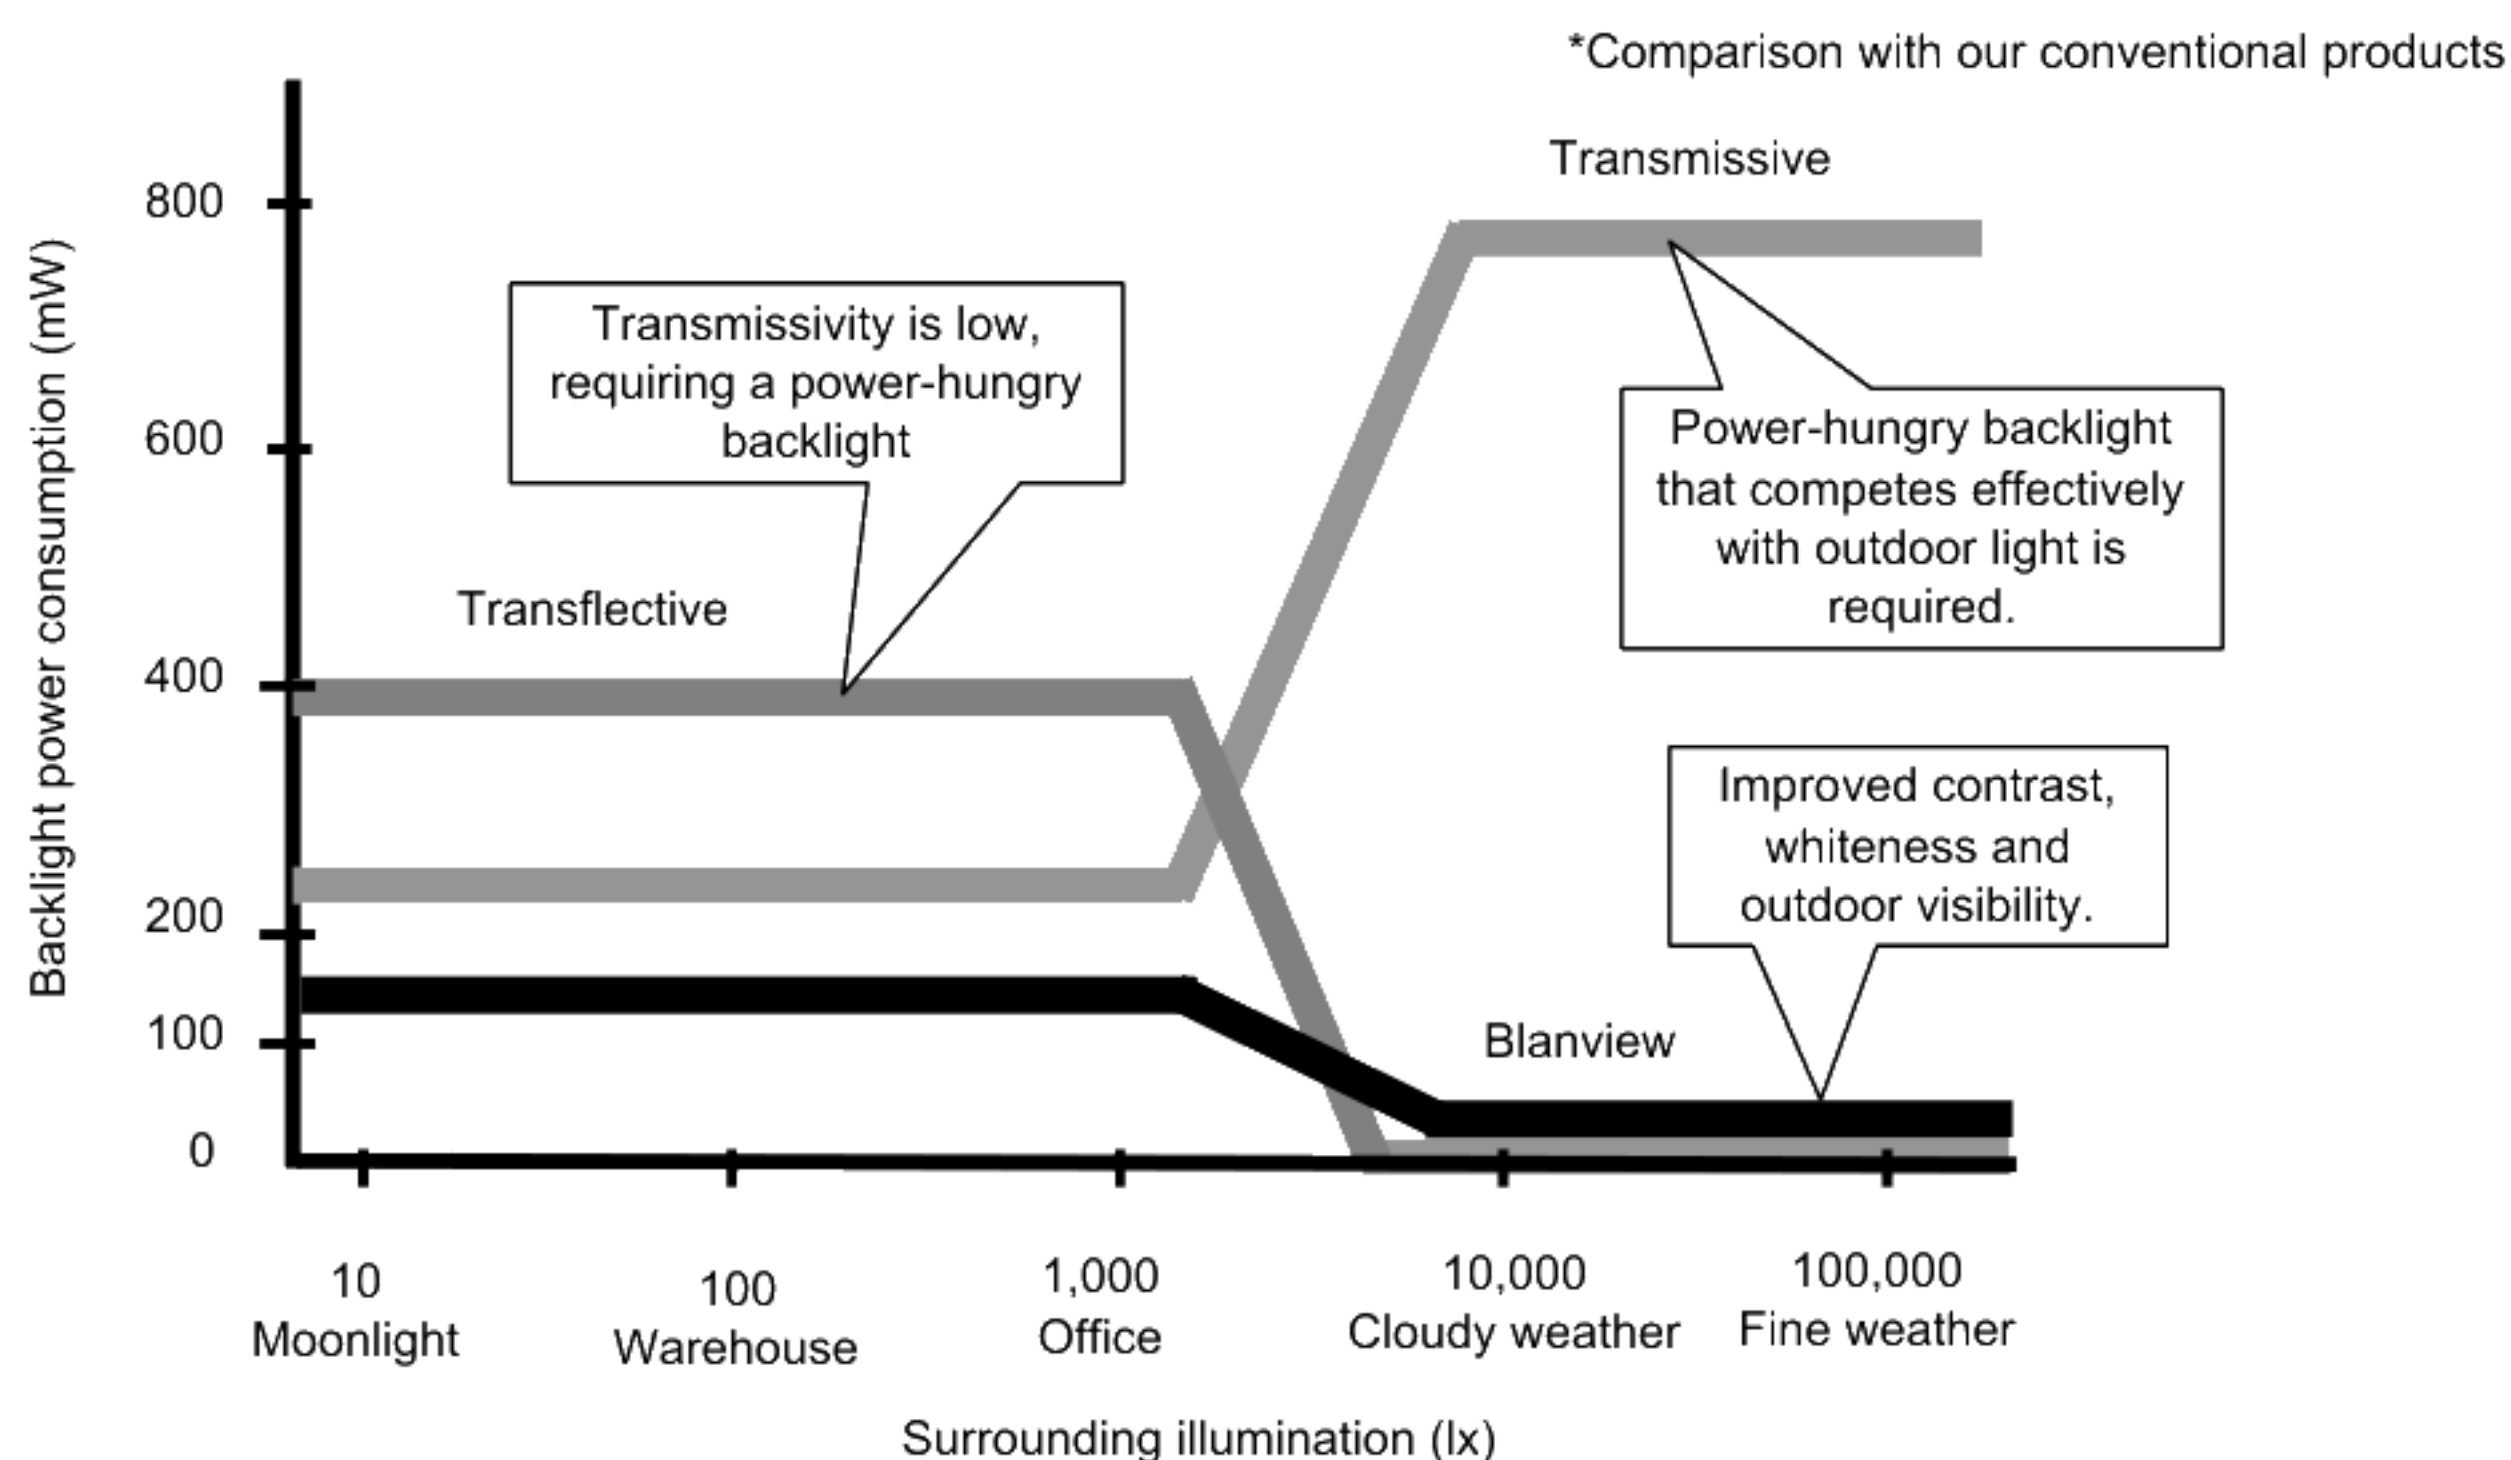 *Comparison with our conventional products
Transmissive
800
Transmissivity is low,
requiring a power-hungry
backlight
Power-hungry backlight
that competes effectively
with outdoor light is
required.
600
Backlight power consumption (mW)
Transflective
400
Improved contrast,
whiteness and
outdoor visibility.
200
100
Blanview
0
10
100
1,000
10,000
100,000
Moonlight
Warehouse
Office
Cloudy weather
Fine weather
Surrounding illumination (lx)